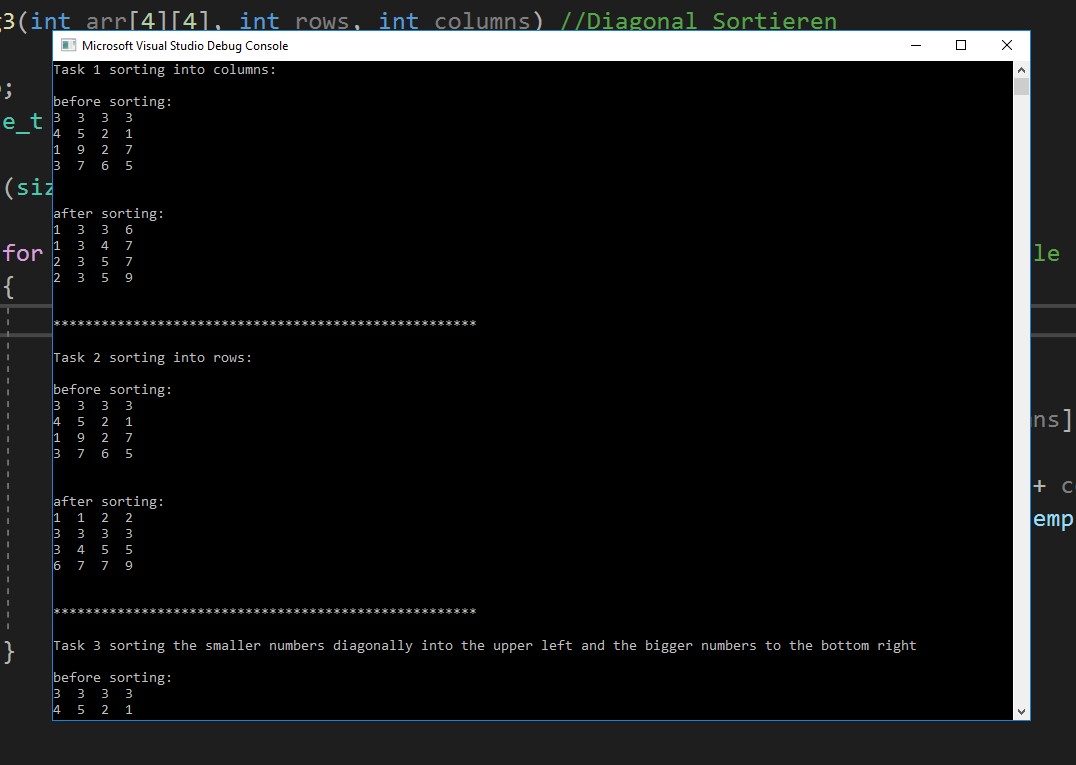 3(int arr[4][4], int rows, int columns) //Diagonal Sortieren
Microsoft Visual Studio Debug Console
Task 1 sorting into columns:
before sorting:
3 3 3 3
4 5 2 1
1 9 2 7
3 7 6 5
after sorting:
1 3 3 6
1 3 4 7
2 3 5 7
2 3 5 9
*****************************************************
Task 2 sorting into rows:
before sorting:
3 3 3 3
4 5 2 1
1 9 2 7
3 7 6 5
after sorting:
1 1 2 2
3 3 3 3
3 4 5 5
6 7 7 9
*****************************************************
Task 3 sorting the smaller numbers diagonally into the upper left and the bigger numbers to the bottom right
before sorting:
3 3 3 3
4 5 2 1
;
e_t
(siz
for
{
}
le
ns]
+ c
emp